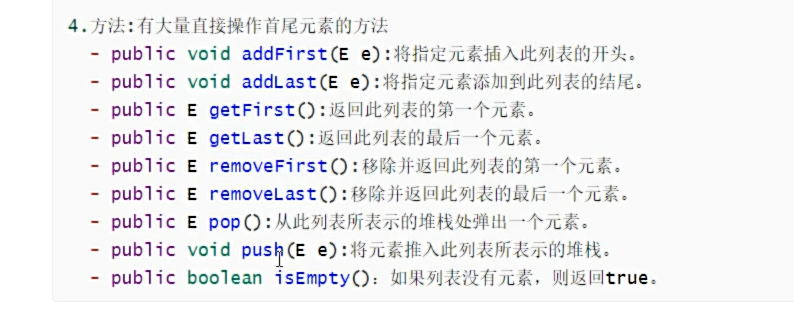 4.方法:有大量直接操作首尾元素的方法
- public void addFirst(E e):将指定元素插入此列表的开头。
- public void addLast(E e):将指定元素添加到此列表的结尾。
- public E getFirst():返回此列表的第一个元素。
- public E getLast():返回此列表的最后一个元素。
- public E removeFirst():移除并返回此列表的第一个元素。
- public E removeLast():移除并返回此列表的最后一个元素。
- public E pop():从此列表所表示的堆栈处弹出一个元素。
- public void push(E e):将元素推入此列表所表示的堆栈。
- public boolean isEmpty()：如果列表没有元素，则返回true。